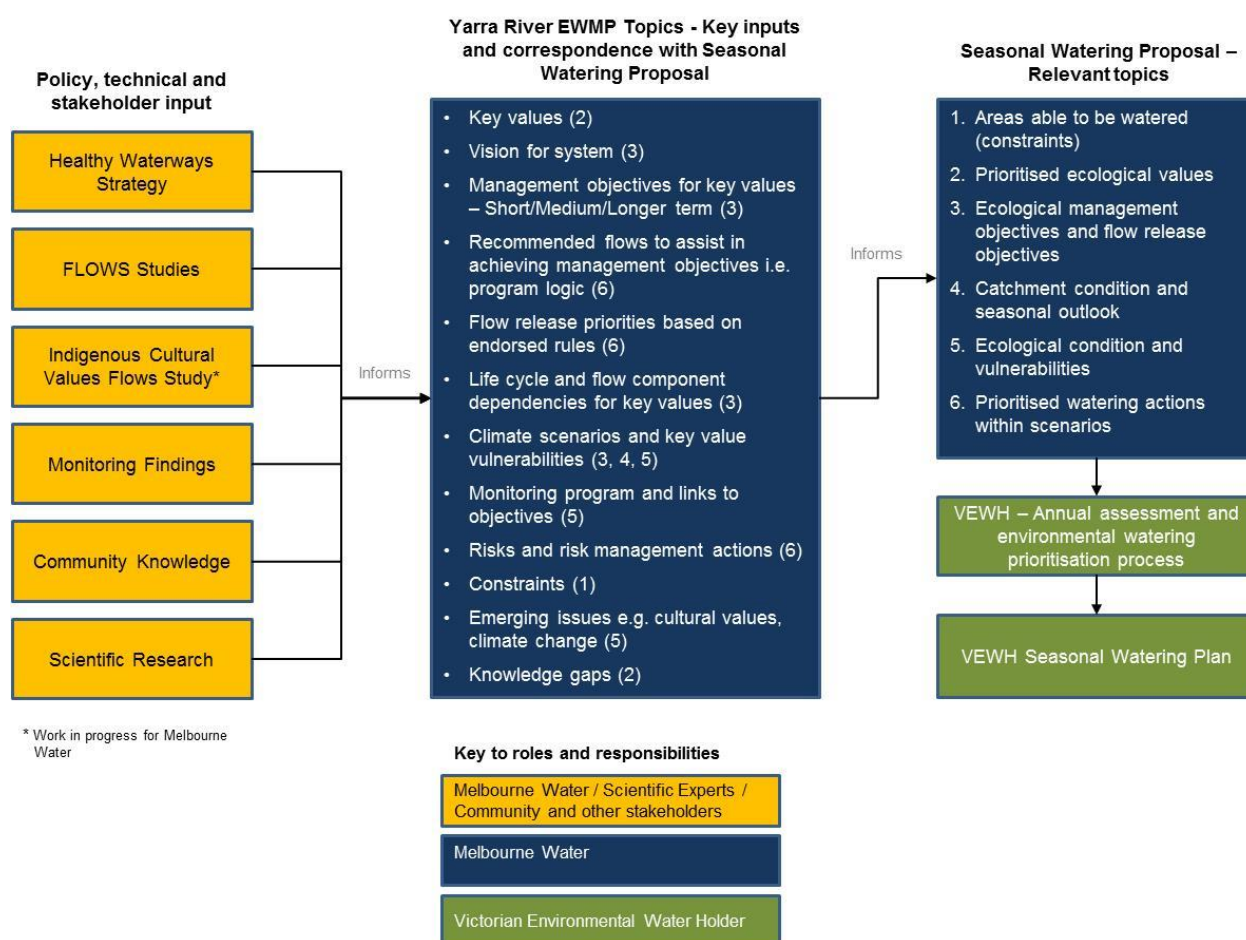 Policy, technical and
stakeholder input
Healthy Waterways
Strategy
FLOWS Studies
Indigenous Cultural
Values Flows Study*
Monitoring Findings
Community Knowledge
Scientific Research
* Work in progress for Melbourne
Water
Informs
Yarra River EWMP Topics - Key inputs
and correspondence with Seasonal
Watering Proposal
• Key values (2)
• Vision for system (3)
• Management objectives for key values
– Short/Medium/Longer term (3)
• Recommended flows to assist in
achieving management objectives i.e.
program logic (6)
• Flow release priorities based on
endorsed rules (6)
• Life cycle and flow component
dependencies for key values (3)
• Climate scenarios and key value
vulnerabilities (3, 4, 5)
• Monitoring program and links to
objectives (5)
• Risks and risk management actions (6)
• Constraints (1)
• Emerging issues e.g. cultural values,
climate change (5)
• Knowledge gaps (2)
Informs
Seasonal Watering Proposal –
Relevant topics
1. Areas able to be watered
(constraints)
2. Prioritised ecological values
3. Ecological management
objectives and flow release
objectives
4. Catchment condition and
seasonal outlook
5. Ecological condition and
vulnerabilities
6. Prioritised watering actions
within scenarios
VEWH – Annual assessment and
environmental watering
prioritisation process
VEWH Seasonal Watering Plan
Key to roles and responsibilities
Melbourne Water / Scientific Experts /
Community and other stakeholders
Melbourne Water
Victorian Environmental Water Holder